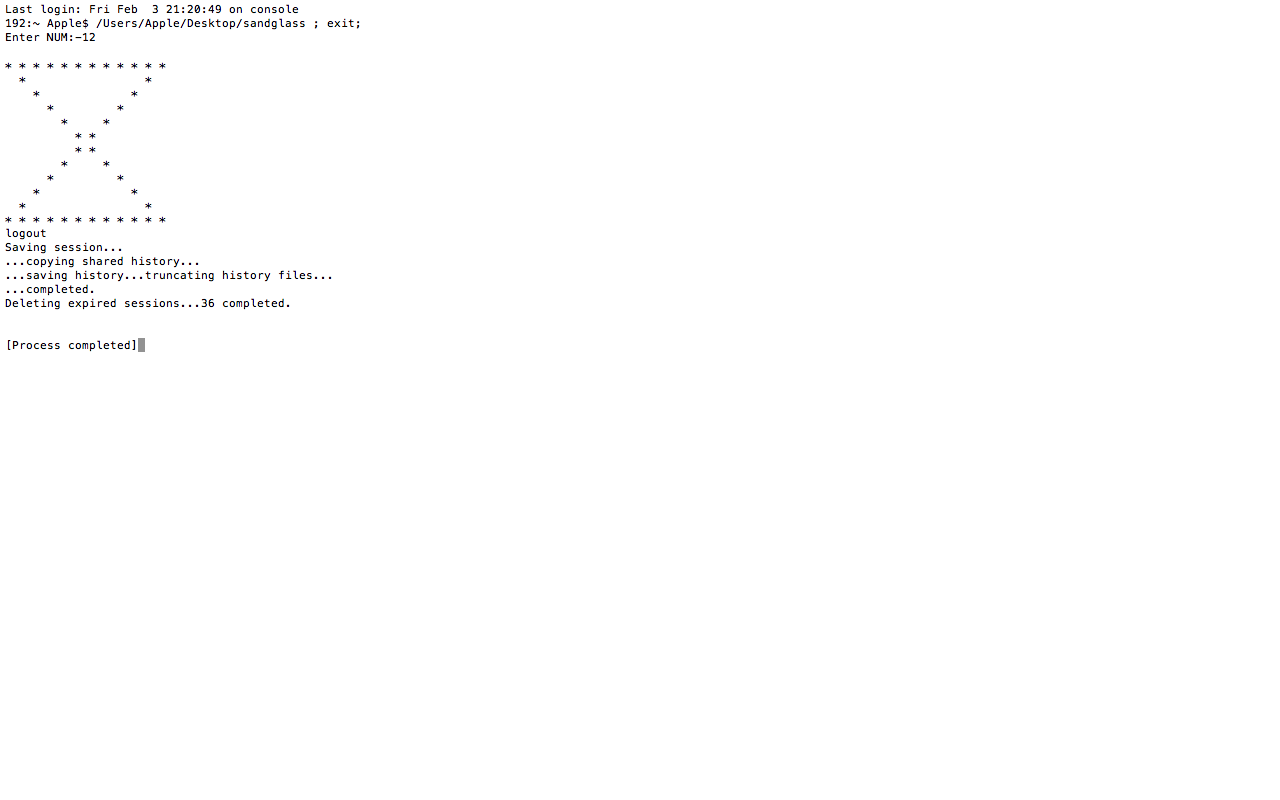 Last login: Fri Feb  3 21:20:49 on console
192:~ Apple$ /Users/Apple/Desktop/sandglass ; exit;
Enter NUM:-12

* * * * * * * * * * * *
  *                 *
    *             *
      *         *
        *     *
          * *
          * *
        *     *
      *         *
    *             *
  *                 *
* * * * * * * * * * * *
logout
Saving session...
...copying shared history...
...saving history...truncating history files...
...completed.
Deleting expired sessions...36 completed.


[Process completed]